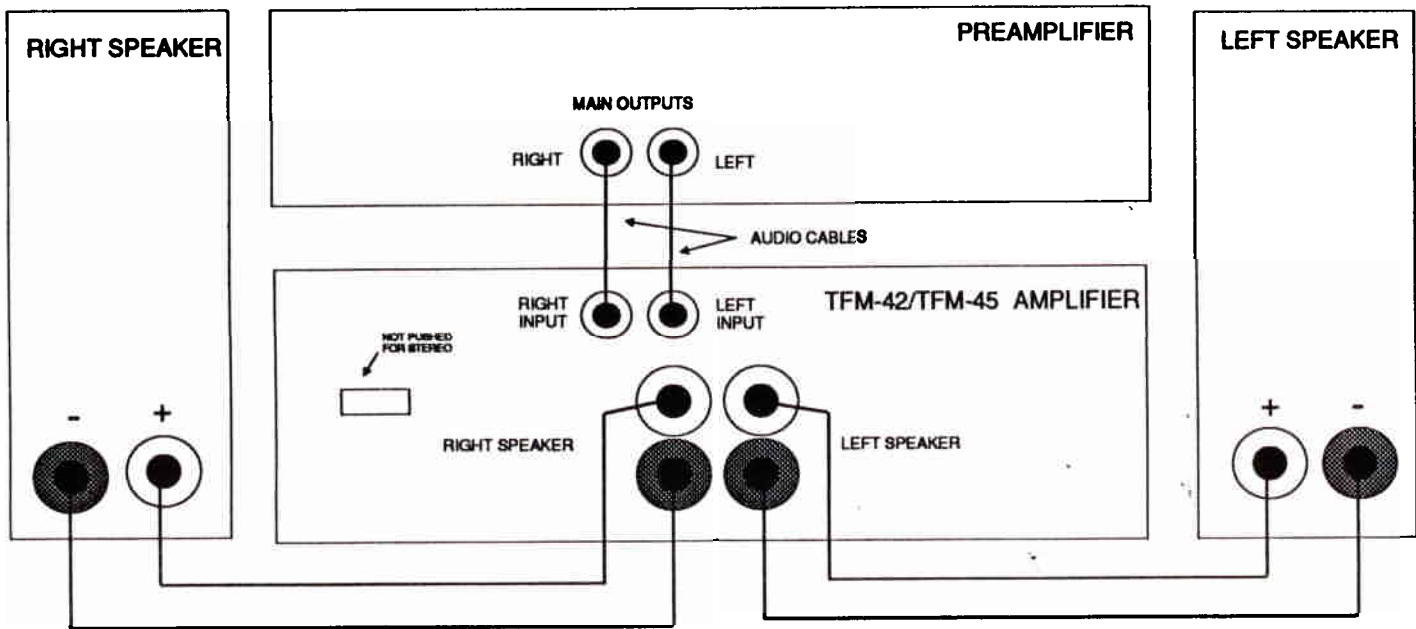 RIGHT SPEAKER
PREAMPLIFIER
LEFT SPEAKER
MAIN OUTPUTS
RIGHT
LEFT
AUDIO CABLES
RIGHT
INPUT
LEFT
INPUT
TFM-42/TFM-45 AMPLIFIER
NOT PUSHED
FOR STEREO
- +
RIGHT SPEAKER
LEFT SPEAKER
+ -